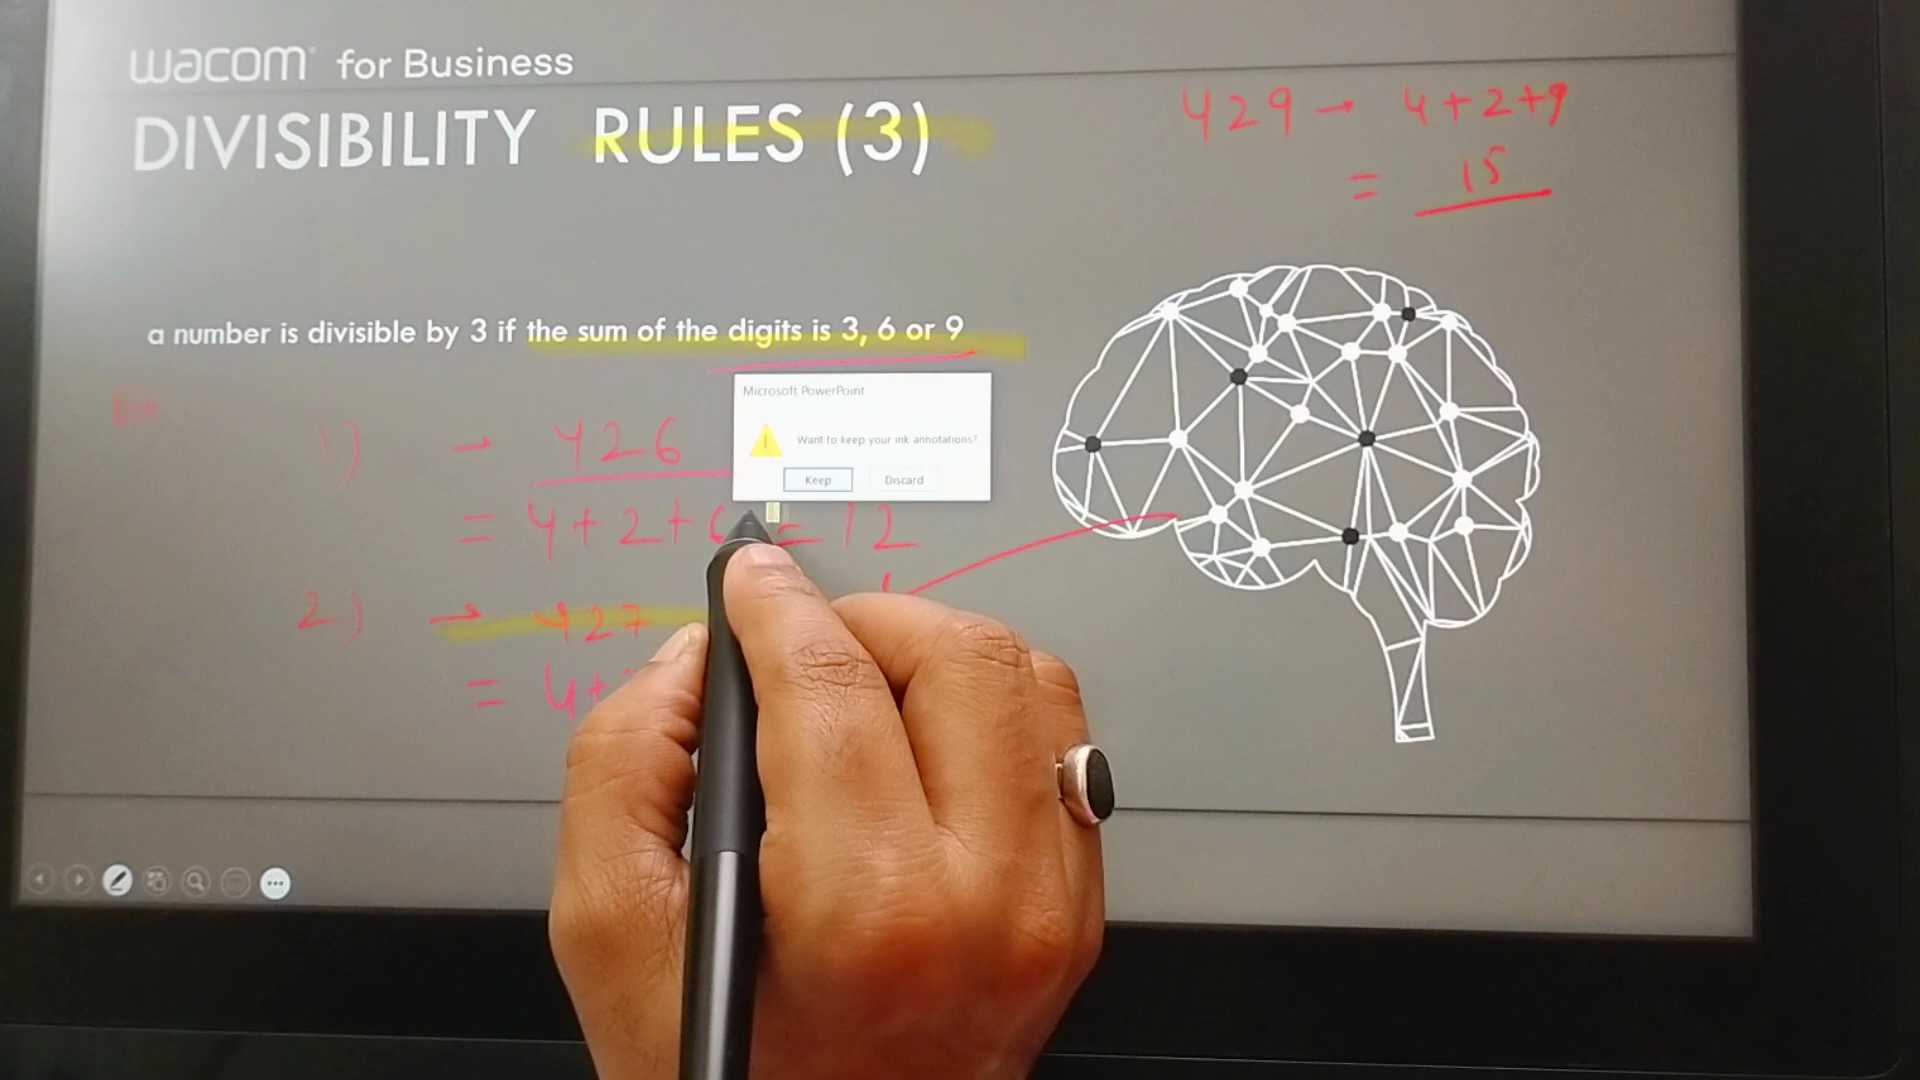 wacom for Business
DIVISIBILITY RULES (3)
429 → 4+2+9
= 15
a number is divisible by 3 if the sum of the digits is 3, 6 or 9
Microsoft PowerPoint
Want to keep your ink annotations?
Keep Discard
1) → 426
= 4+2+6 = 12
2) → 427
= 4+